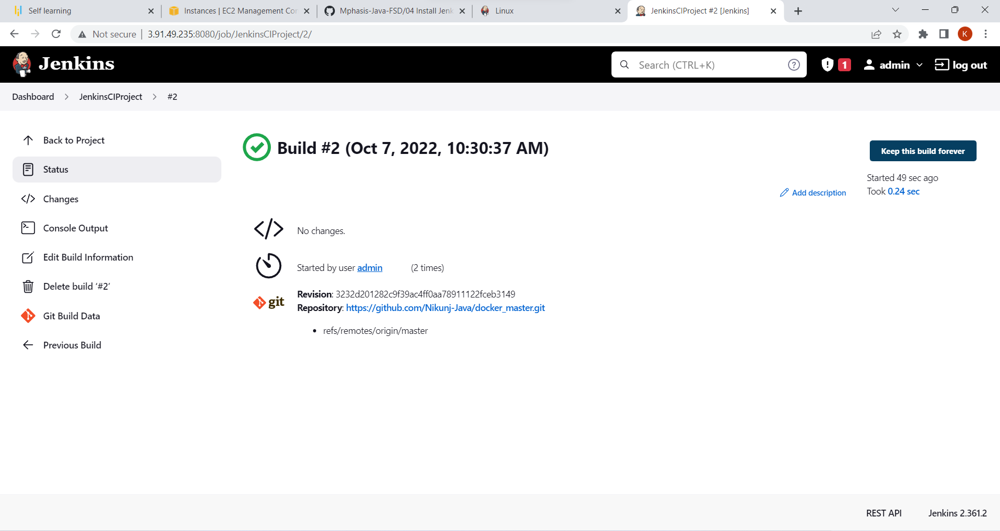 Self learning
Instances | EC2 Management Con
Mphasis-Java-FSD/04 Install Jenk
Linux
JenkinsCIProject #2 [Jenkins]
Not secure | 3.91.49.235:8080/job/JenkinsCIProject/2/
K
Jenkins
Search (CTRL+K)
?
1
admin
log out
Dashboard > JenkinsCIProject > #2
Back to Project
Status
Changes
Console Output
Edit Build Information
Delete build ‘#2’
Git Build Data
Previous Build
Build #2 (Oct 7, 2022, 10:30:37 AM)
Keep this build forever
Started 49 sec ago
Took 0.24 sec
Add description
No changes.
Started by user admin (2 times)
git
Revision: 3232d201282c9f39ac4ff0aa78911122fceb3149
Repository: https://github.com/Nikunj-Java/docker_master.git
• refs/remotes/origin/master
REST API
Jenkins 2.361.2